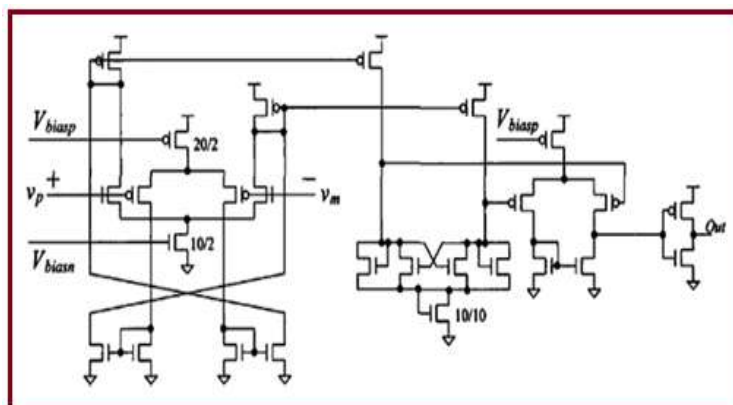 V_biasp
20/2
V_biasp
+
v_p
−
v_m
10/2
V_biasn
Out
10/10